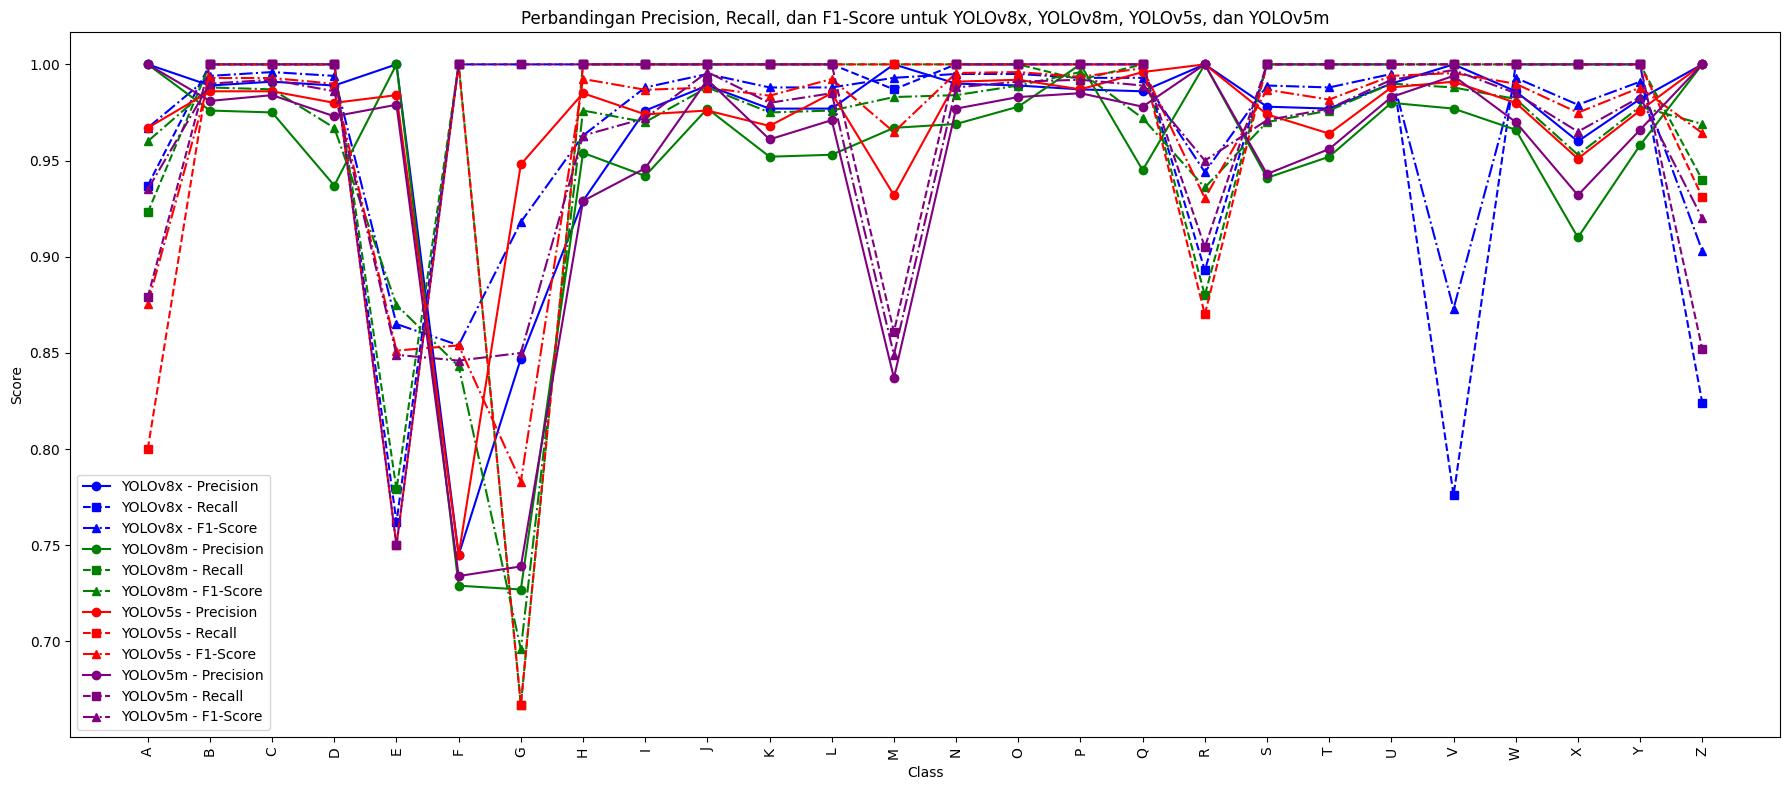 Perbandingan Precision, Recall, dan F1-Score untuk YOLOv8x, YOLOv8m, YOLOv5s, dan YOLOv5m
Score
1.00
0.95
0.90
0.85
0.80
0.75
0.70
YOLOv8x - Precision
YOLOv8x - Recall
YOLOv8x - F1-Score
YOLOv8m - Precision
YOLOv8m - Recall
YOLOv8m - F1-Score
YOLOv5s - Precision
YOLOv5s - Recall
YOLOv5s - F1-Score
YOLOv5m - Precision
YOLOv5m - Recall
YOLOv5m - F1-Score
A B C D E F G H I J K L M N O P Q R S T U V W X Y Z
Class